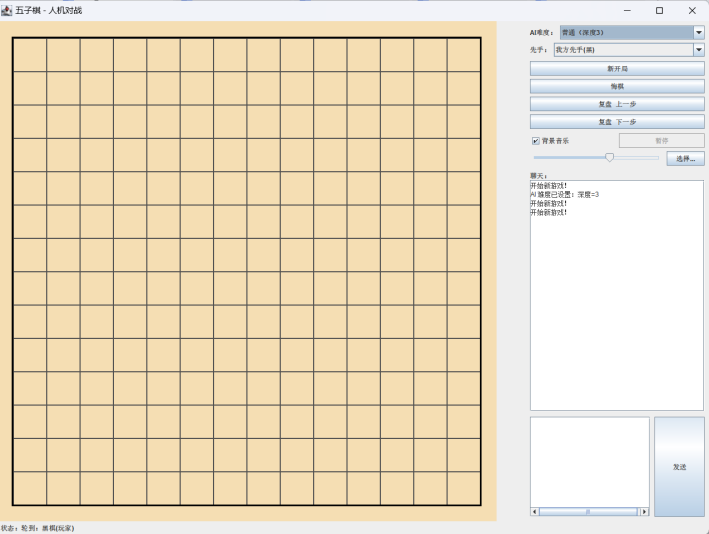 五子棋 - 人机对战
AI难度： 普通（深度3）
先手： 我方先手(黑)
新开局
悔棋
复盘 上一步
复盘 下一步
背景音乐 暂停
选择...
聊天：
开始新游戏!
AI 难度已设置: 深度=3
开始新游戏!
开始新游戏!
发送
状态：轮到：黑棋(玩家)